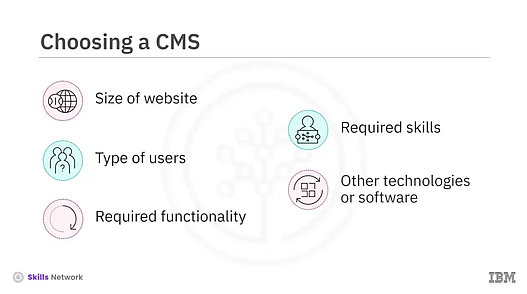 Choosing a CMS
Size of website
Type of users
Required functionality
Required skills
Other technologies
or software
Skills Network
IBM